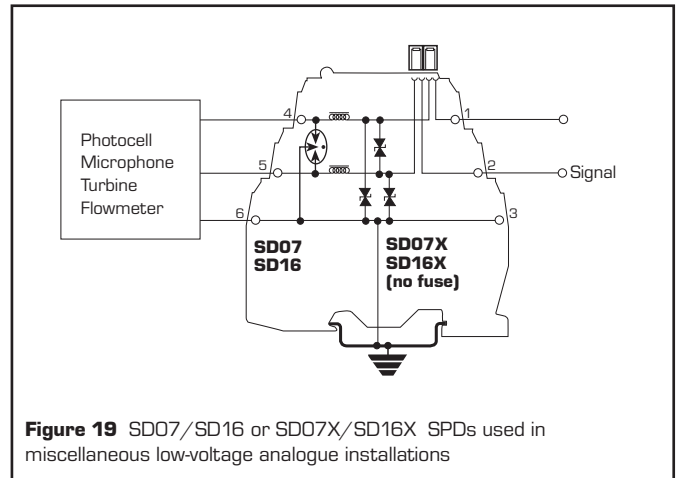 4
1
Photocell
Microphone
Turbine
Flowmeter
5
2
Signal
6
3
SD07
SD16
SD07X
SD16X
(no fuse)
Figure 19 SD07/SD16 or SD07X/SD16X SPDs used in
miscellaneous low-voltage analogue installations